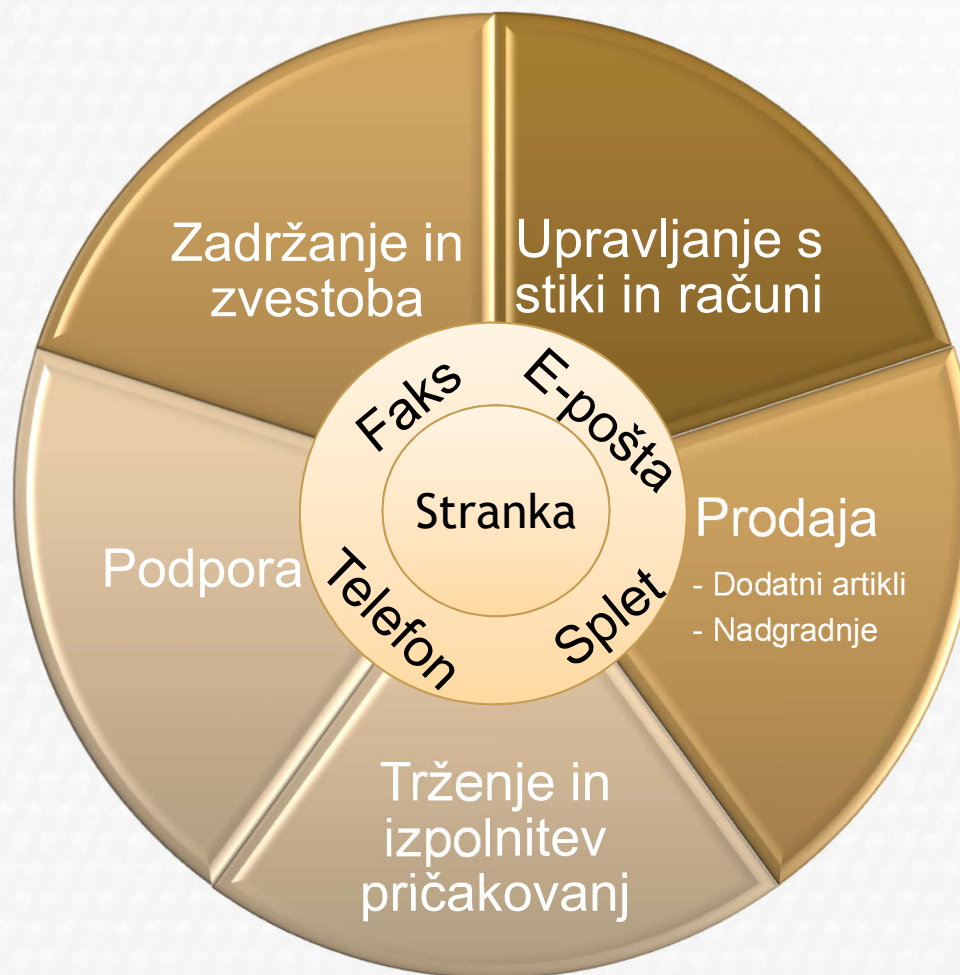 Zadržanje in
zvestoba
Upravljanje s
stiki in računi
Faks
E-pošta
Stranka
Telefon
Splet
Podpora
Prodaja
- Dodatni artikli
- Nadgradnje
Trženje in
izpolnitev
pričakovanj